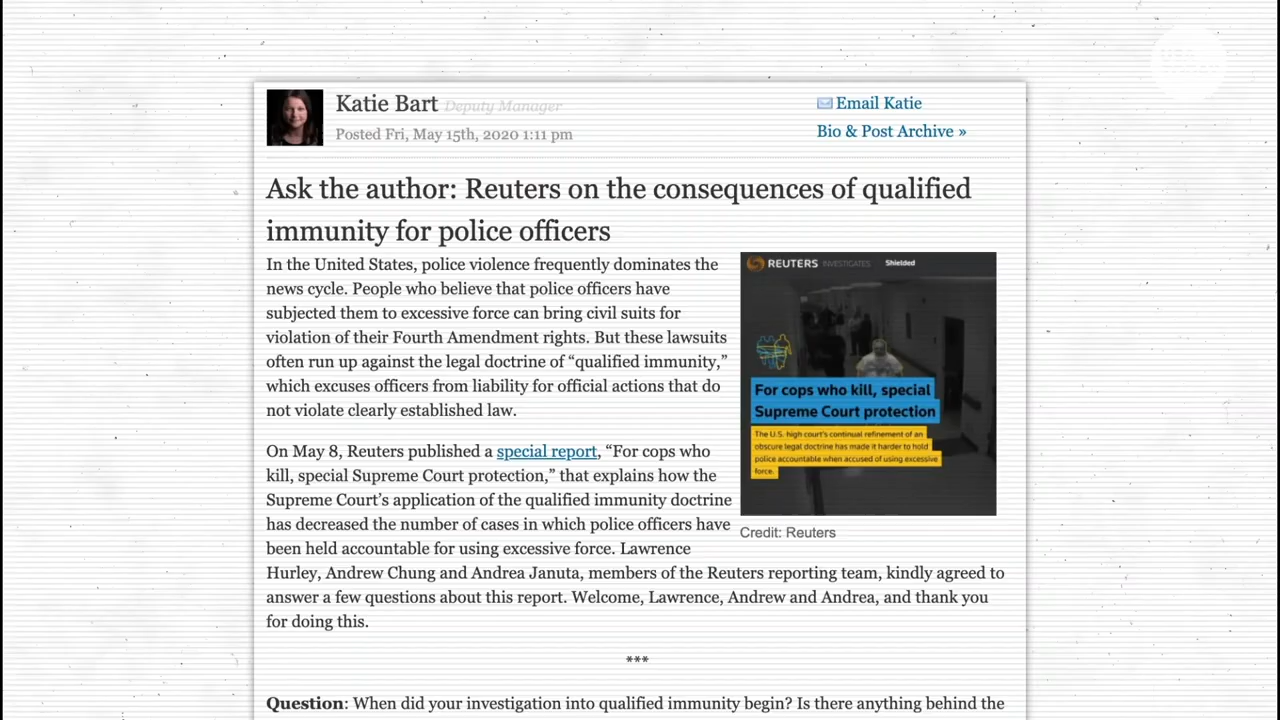 Katie Bart Deputy Manager
Posted Fri, May 15th, 2020 1:11 pm
Email Katie
Bio & Post Archive »
Ask the author: Reuters on the consequences of qualified
immunity for police officers
In the United States, police violence frequently dominates the
news cycle. People who believe that police officers have
subjected them to excessive force can bring civil suits for
violation of their Fourth Amendment rights. But these lawsuits
often run up against the legal doctrine of “qualified immunity,”
which excuses officers from liability for official actions that do
not violate clearly established law.
On May 8, Reuters published a special report, “For cops who
kill, special Supreme Court protection,” that explains how the
Supreme Court’s application of the qualified immunity doctrine
has decreased the number of cases in which police officers have
been held accountable for using excessive force. Lawrence
Hurley, Andrew Chung and Andrea Januta, members of the Reuters reporting team, kindly agreed to
answer a few questions about this report. Welcome, Lawrence, Andrew and Andrea, and thank you
for doing this.
REUTERS INVESTIGATES Shielded
For cops who kill, special
Supreme Court protection
The U.S. high court's continual refinement of an
obscure legal doctrine has made it harder to hold
police accountable when accused of using excessive
force.
Credit: Reuters
***
Question: When did your investigation into qualified immunity begin? Is there anything behind the